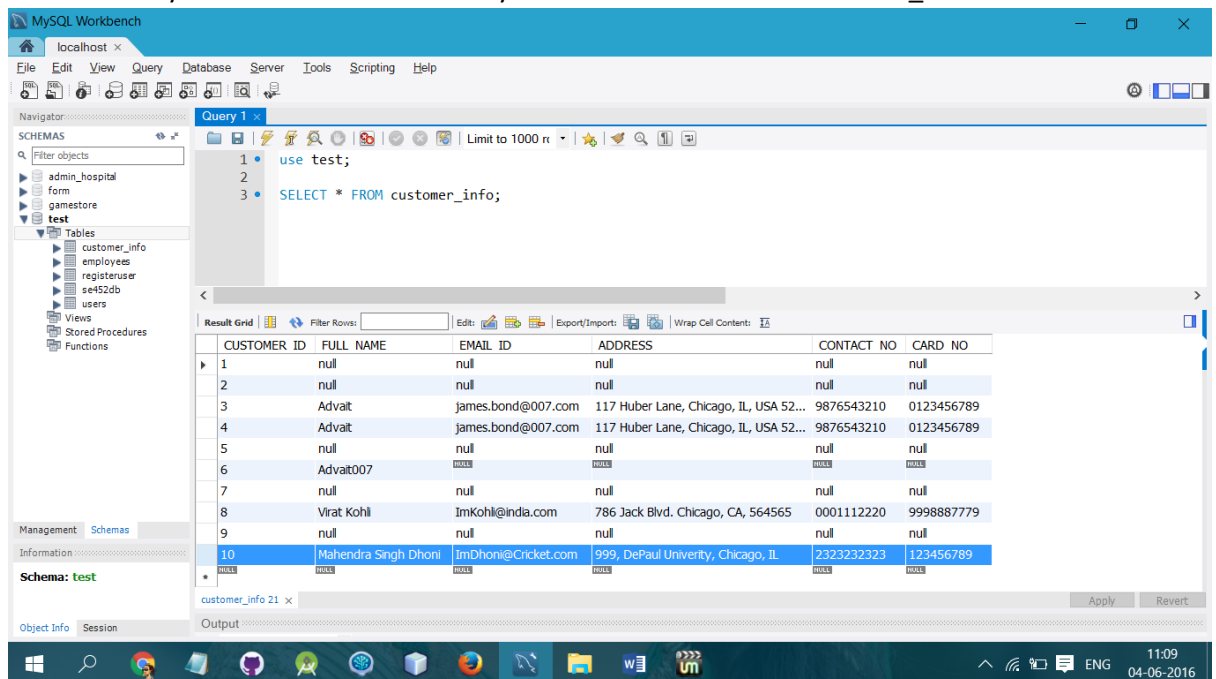 MySQL Workbench
localhost ×
File Edit View Query Database Server Tools Scripting Help
Navigator
SCHEMAS
Filter objects
admin_hospital
form
gamestore
test
Tables
customer_info
employees
registeruser
se452db
users
Views
Stored Procedures
Functions
Management Schemas
Information
Schema: test
Object Info Session
Query 1 ×
Limit to 1000 rc
1 use test;
2
3 SELECT * FROM customer_info;
Result Grid Filter Rows: Edit: Export/Import: Wrap Cell Content: IA
CUSTOMER ID FULL NAME EMAIL ID ADDRESS CONTACT NO CARD NO
1 null null null null null
2 null null null null null
3 Advait james.bond@007.com 117 Huber Lane, Chicago, IL, USA 52... 9876543210 0123456789
4 Advait james.bond@007.com 117 Huber Lane, Chicago, IL, USA 52... 9876543210 0123456789
5 null null null null null
6 Advait007 NULL NULL NULL NULL
7 null null null null null
8 Virat Kohli ImKohli@india.com 786 Jack Blvd. Chicago, CA, 564565 0001112220 9998887779
9 null null null null null
10 Mahendra Singh Dhoni ImDhoni@Cricket.com 999, DePaul Univerity, Chicago, IL 2323232323 123456789
NULL NULL NULL NULL NULL NULL
customer_info 21 ×
Apply Revert
Output
ENG 11:09
04-06-2016